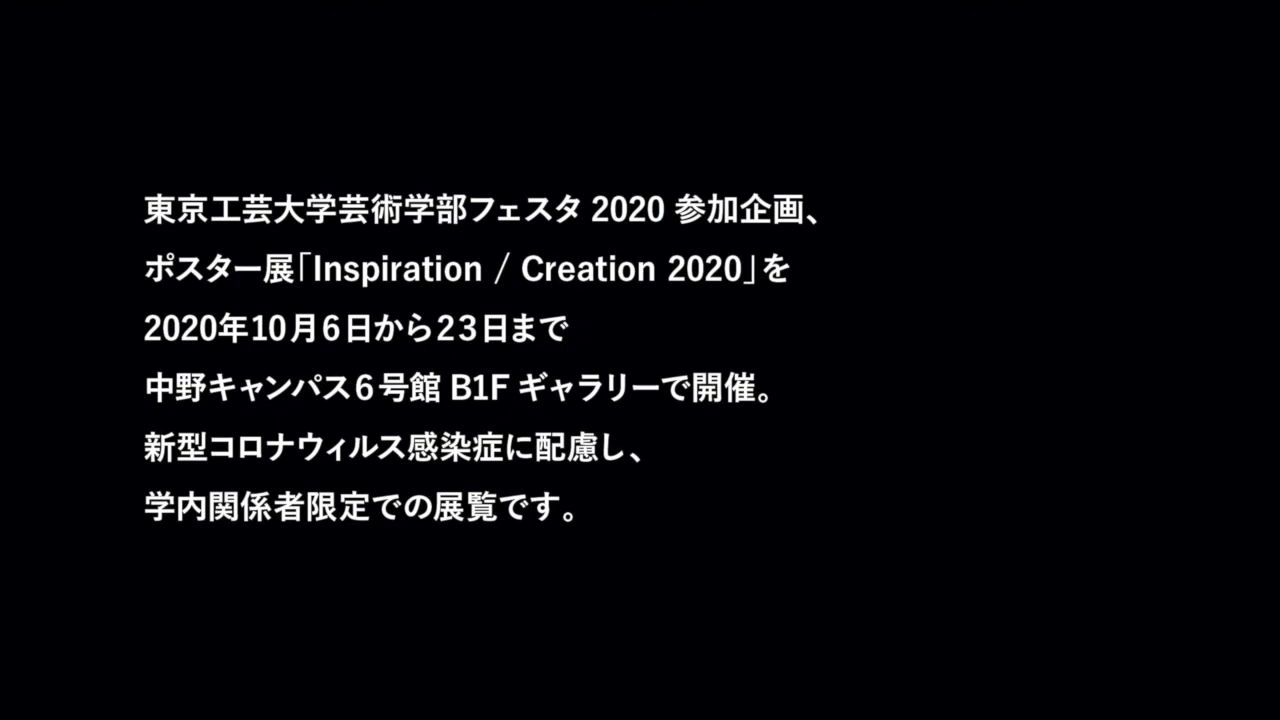 東京工芸大学芸術学部フェスタ 2020 参加企画、
ポスター展「Inspiration / Creation 2020」を
2020年10月6日から23日まで
中野キャンパス6号館 B1F ギャラリーで開催。
新型コロナウィルス感染症に配慮し、
学内関係者限定での展覧です。